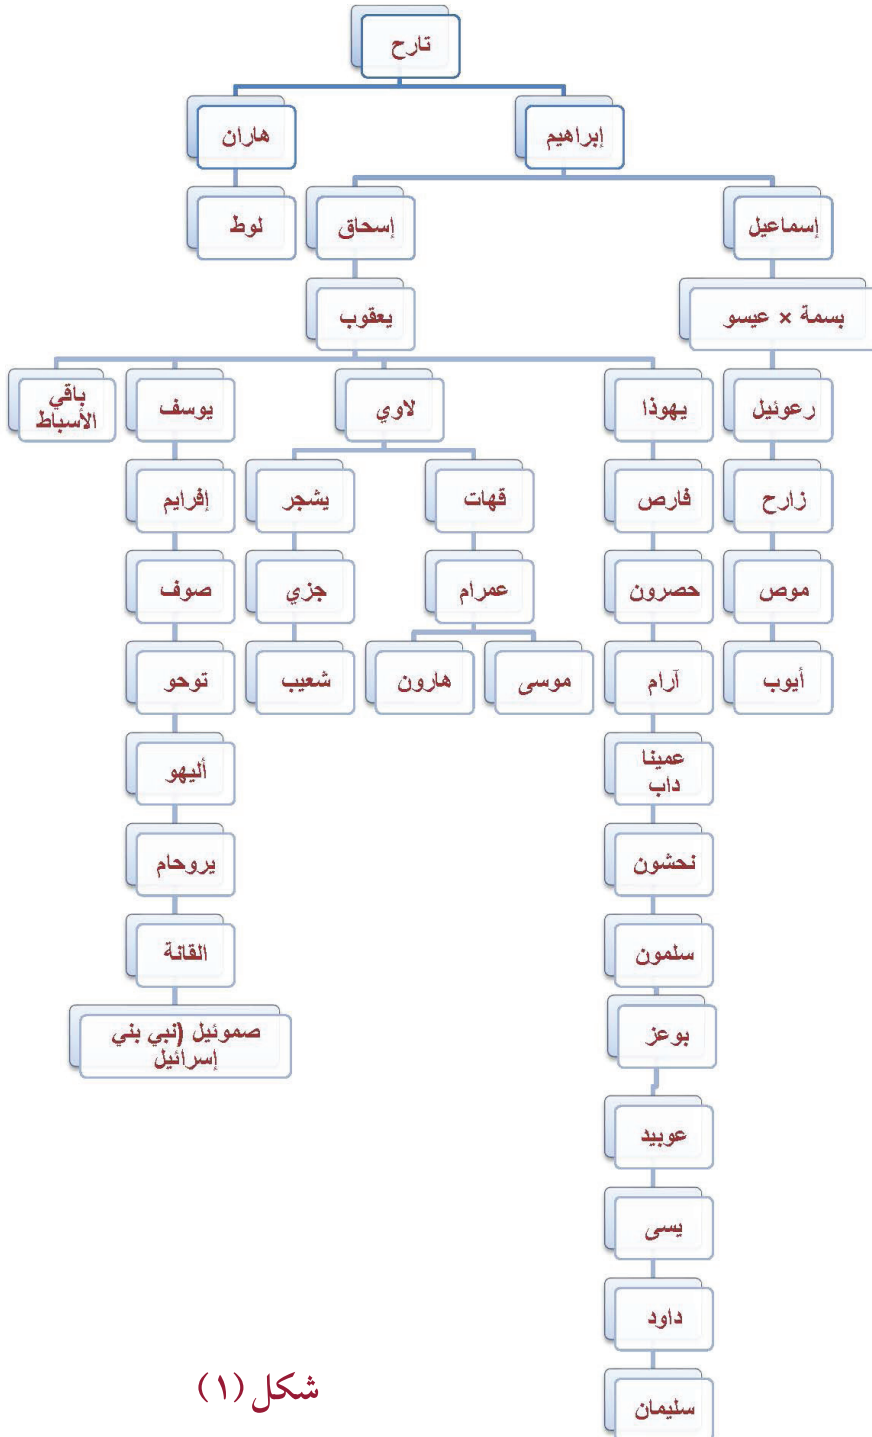 تارح
إبراهيم
هاران
إسماعيل
إسحاق
لوط
بسمة × عيسو
يعقوب
رعوئيل
يهوذا
لاوي
يوسف
باقي
الأسباط
زارح
فارص
قهات
يشجر
إفرايم
موص
حصرون
عمرام
جزي
صوف
أيوب
آرام
موسى
هارون
شعيب
توحو
عمينا
داب
أليهو
نحشون
يروحام
سلمون
القانة
بوعز
صموئيل (نبي بني
إسرائيل
عوبيد
يسى
داود
سليمان
شكل (١)